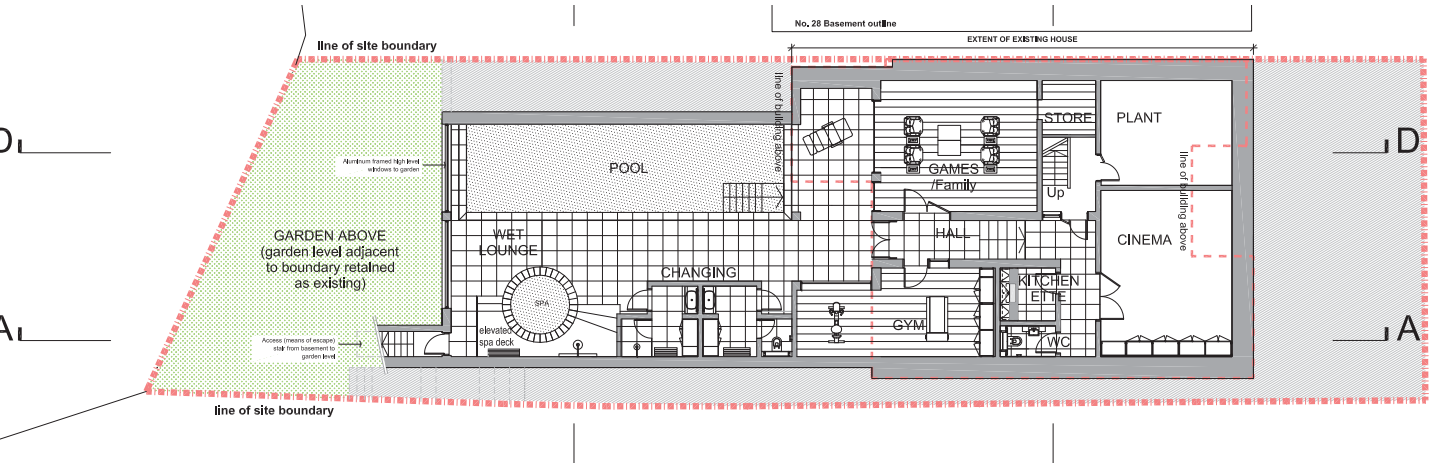 No. 28 Basement outline
EXTENT OF EXISTING HOUSE
line of site boundary
line of building above
D
D
STORE
PLANT
Aluminum framed high level
windows to garden
POOL
GAMES
/Family
Up
line of building above
GARDEN ABOVE
(garden level adjacent
to boundary retained
as existing)
WET
LOUNGE
HALL
CINEMA
CHANGING
KITCHEN
ETTE
SPA
elevated
spa deck
GYM
WC
A
A
Access (means of escape)
stair from basement to
garden level
line of site boundary